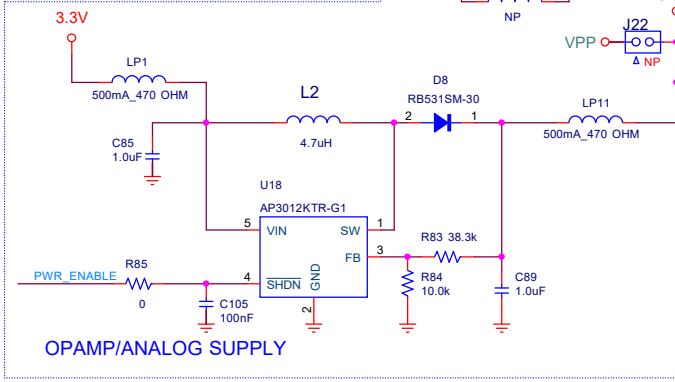 NP
3.3V
J22
VPP
NP
LP1
500mA_470 OHM
L2
4.7uH
D8
RB531SM-30
2
1
LP11
500mA_470 OHM
C85
1.0uF
U18
AP3012KTR-G1
5
VIN
SW
1
FB
3
R83 38.3k
R84
10.0k
C89
1.0uF
PWR_ENABLE
R85
0
4
SHDN
GND
2
C105
100nF
OPAMP/ANALOG SUPPLY